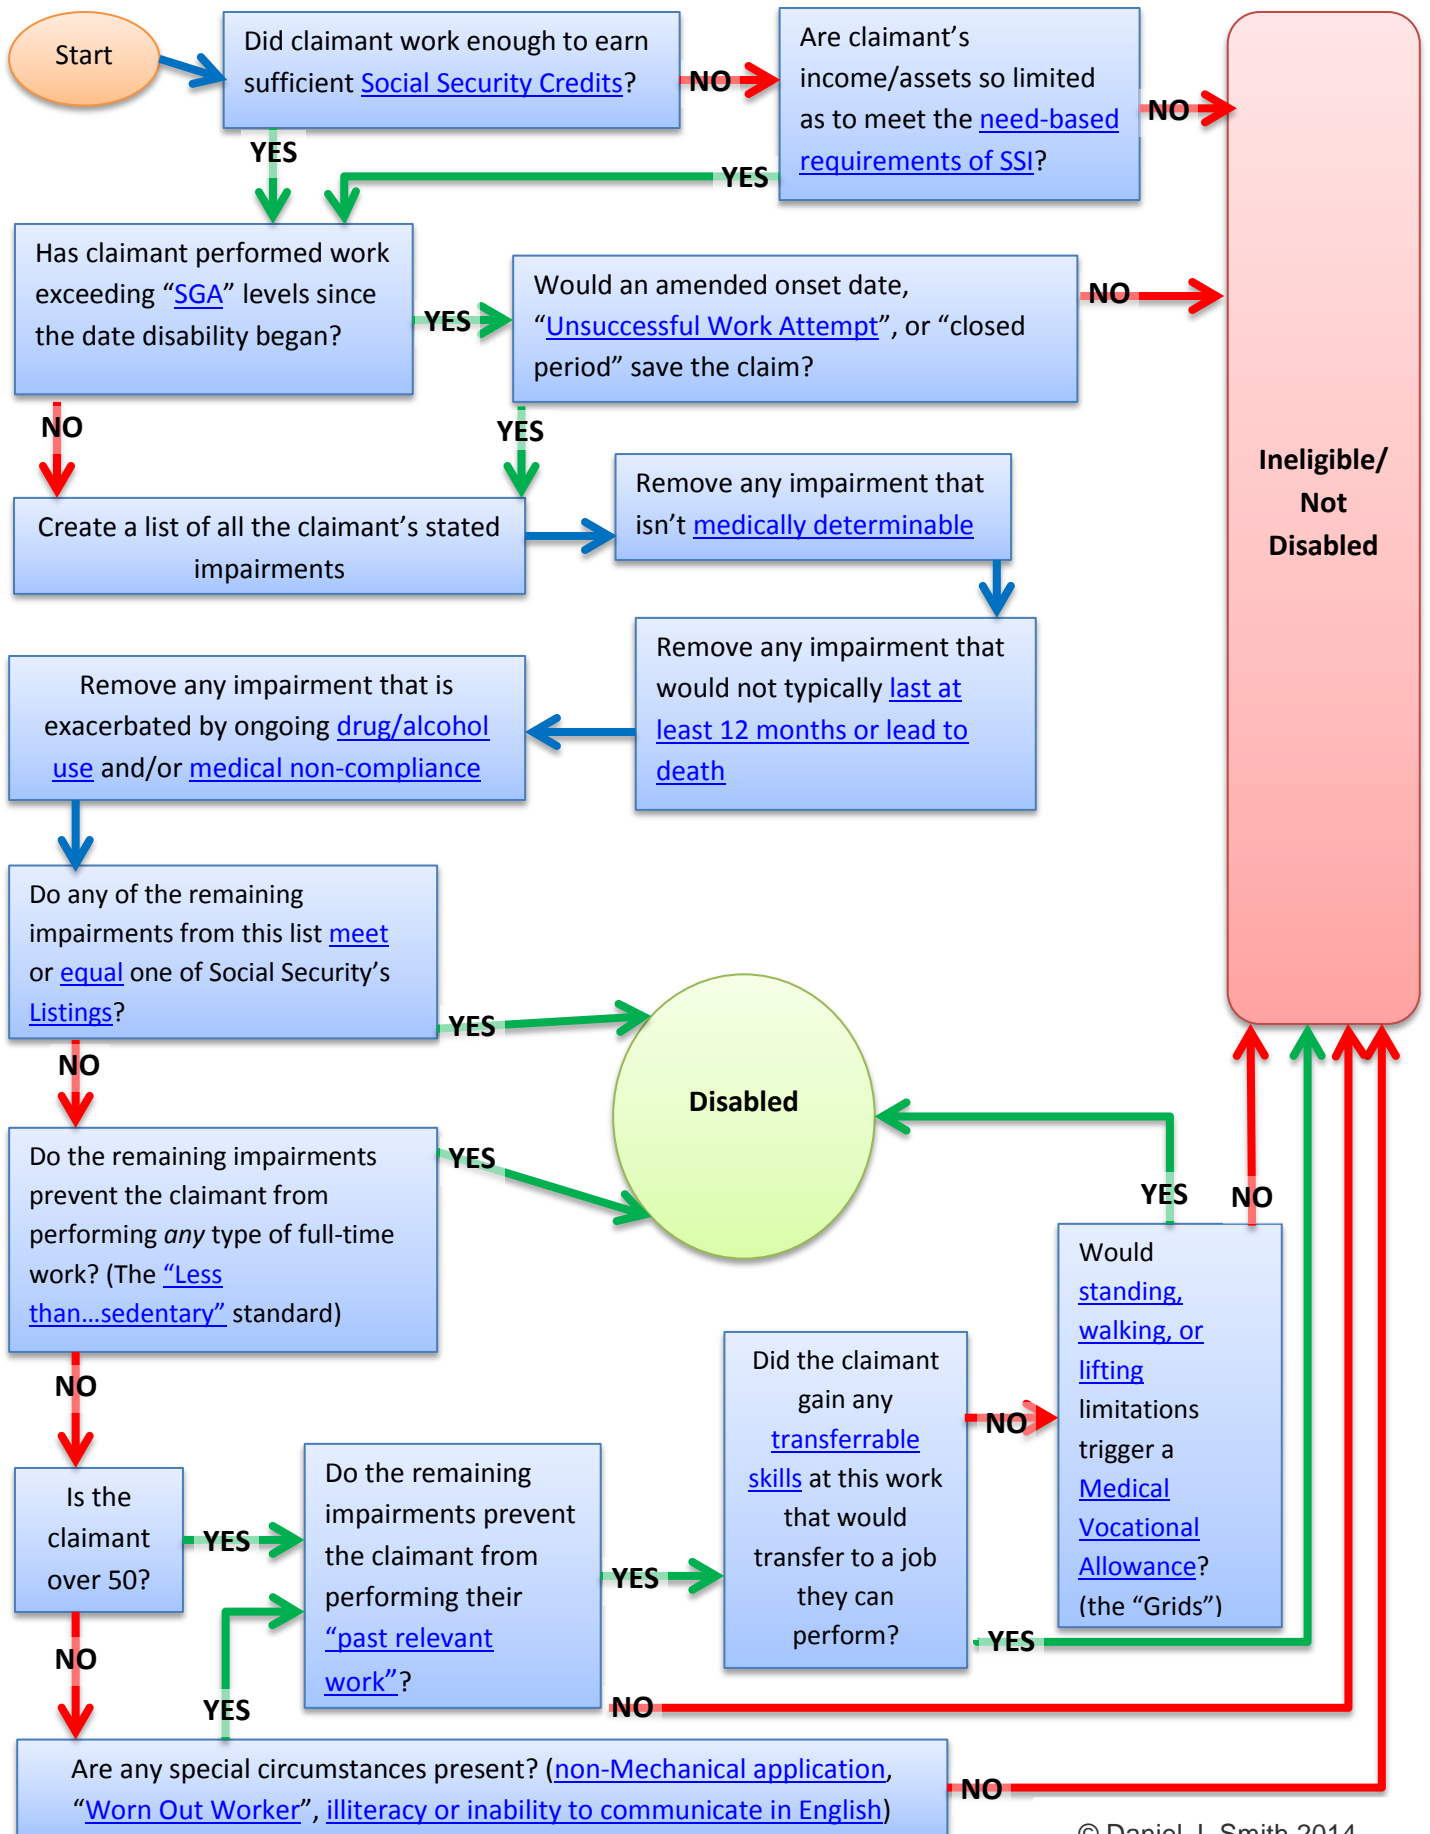 Start
Did claimant work enough to earn
sufficient Social Security Credits?
NO
Are claimant's
income/assets so limited
as to meet the need-based
requirements of SSI?
NO
YES
YES
Has claimant performed work
exceeding “SGA” levels since
the date disability began?
YES
Would an amended onset date,
“Unsuccessful Work Attempt”, or “closed
period” save the claim?
NO
NO
YES
Ineligible/
Not
Disabled
Create a list of all the claimant’s stated
impairments
Remove any impairment that
isn’t medically determinable
Remove any impairment that
would not typically last at
least 12 months or lead to
death
Remove any impairment that is
exacerbated by ongoing drug/alcohol
use and/or medical non-compliance
Do any of the remaining
impairments from this list meet
or equal one of Social Security’s
Listings?
YES
NO
Disabled
Do the remaining impairments
prevent the claimant from
performing any type of full-time
work? (The “Less
than…sedentary” standard)
YES
NO
Is the
claimant
over 50?
YES
NO
Do the remaining
impairments prevent
the claimant from
performing their
“past relevant
work”?
YES
NO
Did the claimant
gain any
transferrable
skills at this work
that would
transfer to a job
they can
perform?
NO
YES
Would
standing,
walking, or
lifting
limitations
trigger a
Medical
Vocational
Allowance?
(the “Grids”)
YES
NO
YES
Are any special circumstances present? (non-Mechanical application,
“Worn Out Worker”, illiteracy or inability to communicate in English)
NO
© Daniel J. Smith 2014